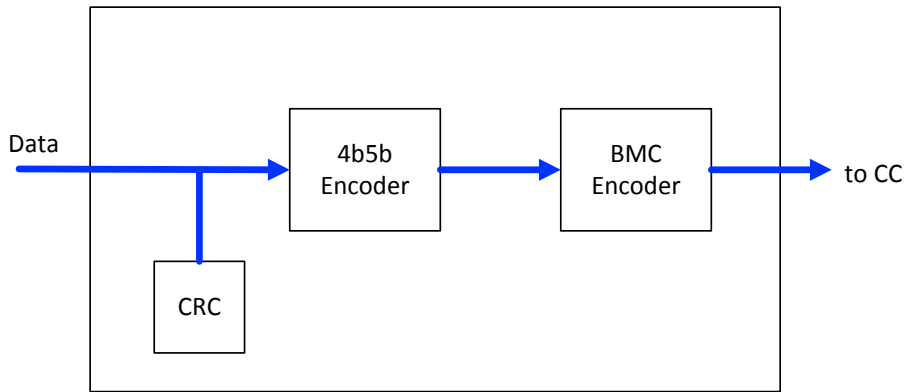 Data
4b5b
Encoder
BMC
Encoder
to CC
CRC